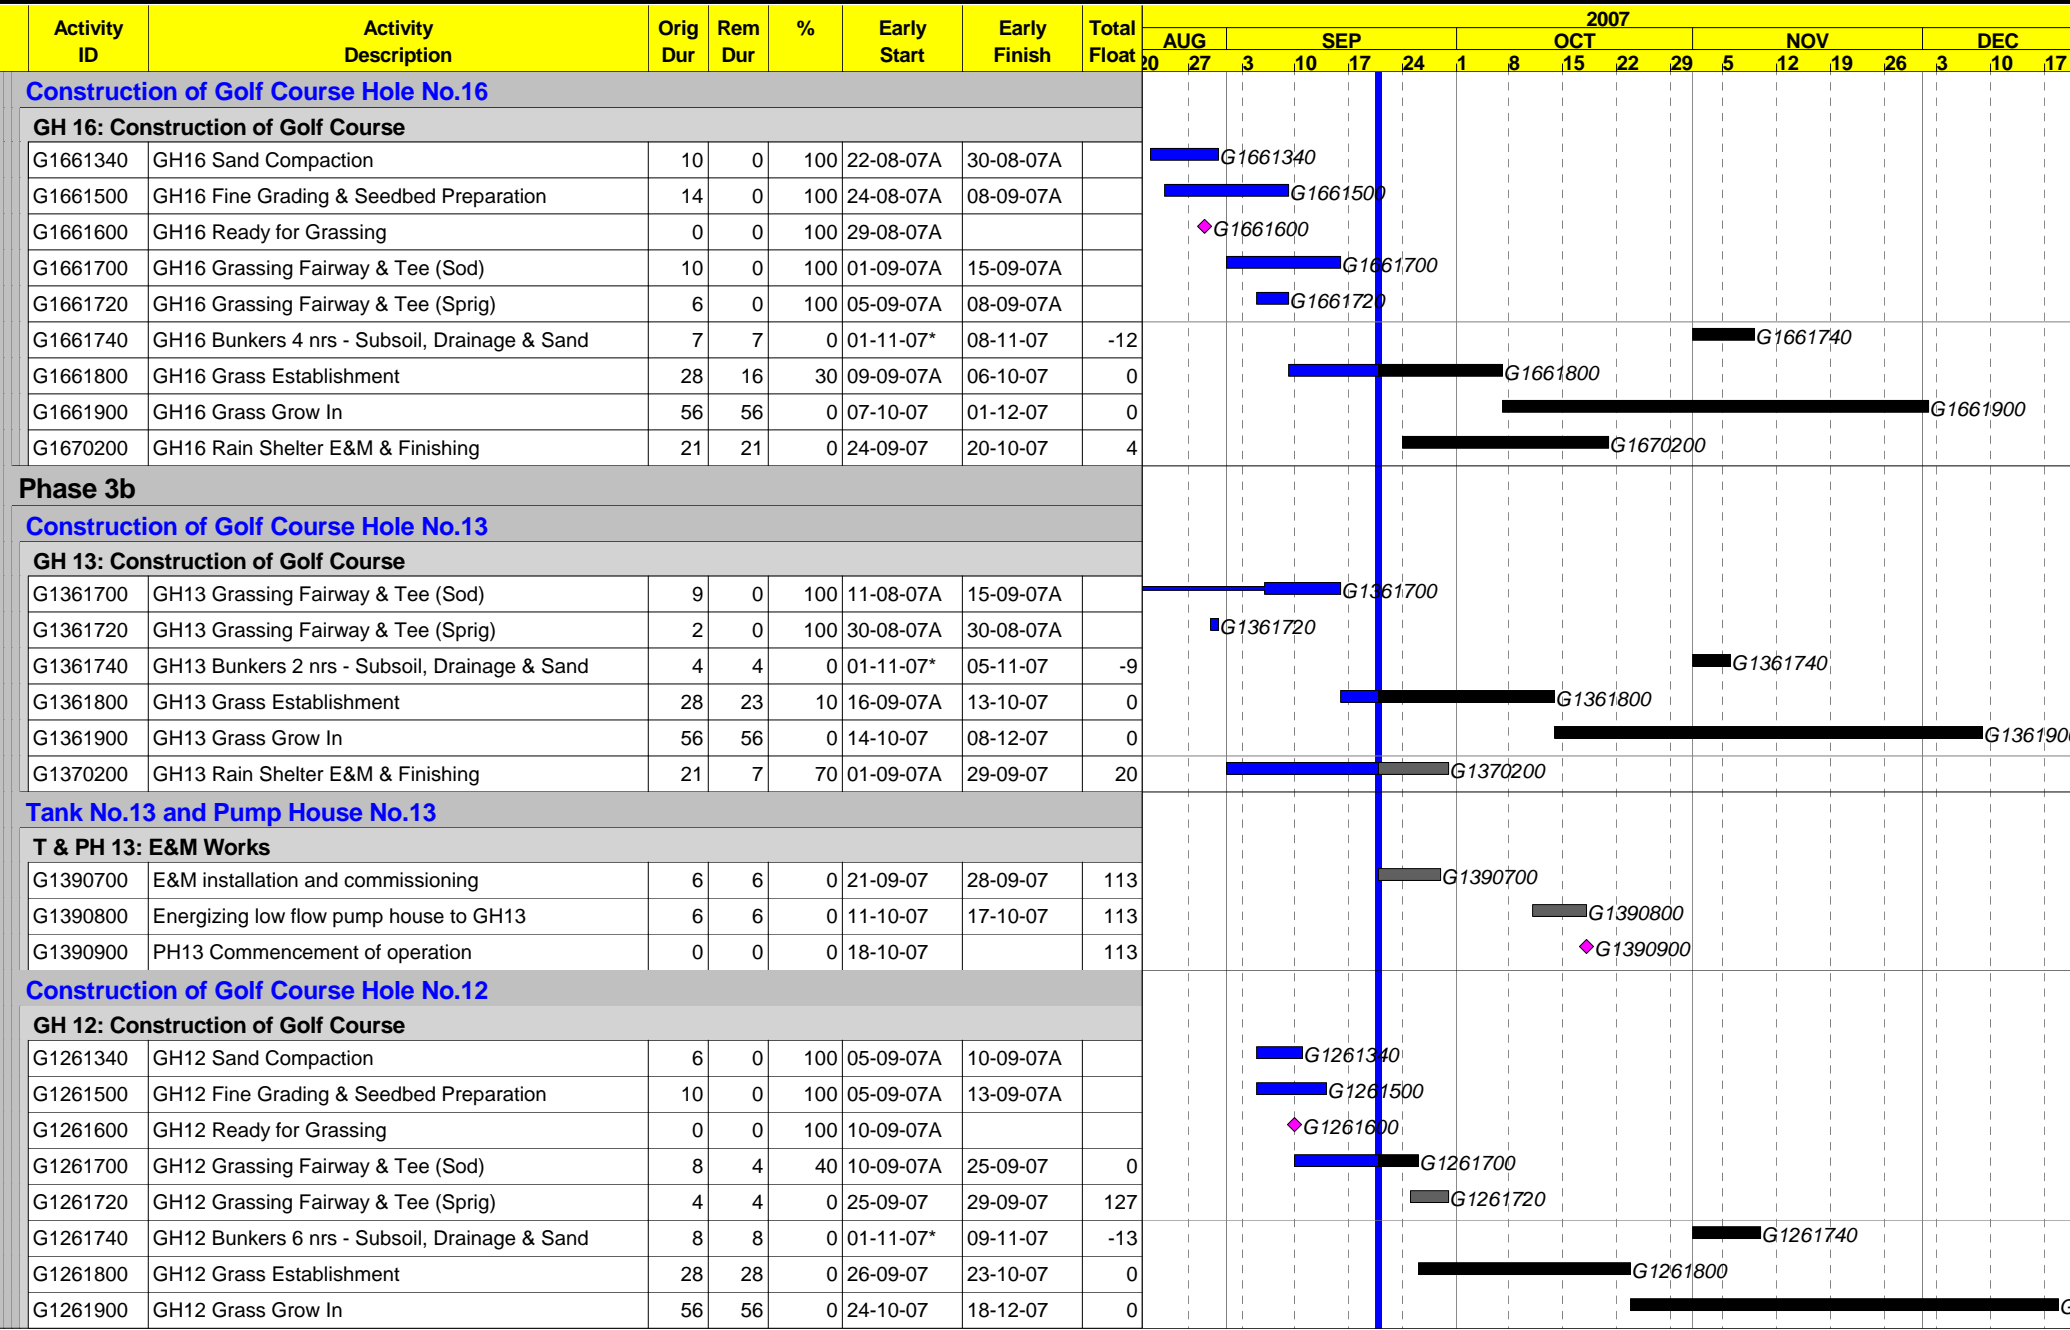 Activity ID Activity Description Orig Dur Rem Dur % Early Start Early Finish Total Float
2007
AUG SEP OCT NOV DEC
20 27 3 10 17 24 1 8 15 22 29 5 12 19 26 3 10 17
Construction of Golf Course Hole No.16
GH 16: Construction of Golf Course
G1661340 GH16 Sand Compaction 10 0 100 22-08-07A 30-08-07A G1661340
G1661500 GH16 Fine Grading & Seedbed Preparation 14 0 100 24-08-07A 08-09-07A G1661500
G1661600 GH16 Ready for Grassing 0 0 100 29-08-07A G1661600
G1661700 GH16 Grassing Fairway & Tee (Sod) 10 0 100 01-09-07A 15-09-07A G1661700
G1661720 GH16 Grassing Fairway & Tee (Sprig) 6 0 100 05-09-07A 08-09-07A G1661720
G1661740 GH16 Bunkers 4 nrs - Subsoil, Drainage & Sand 7 7 0 01-11-07* 08-11-07 -12 G1661740
G1661800 GH16 Grass Establishment 28 16 30 09-09-07A 06-10-07 0 G1661800
G1661900 GH16 Grass Grow In 56 56 0 07-10-07 01-12-07 0 G1661900
G1670200 GH16 Rain Shelter E&M & Finishing 21 21 0 24-09-07 20-10-07 4 G1670200
Phase 3b
Construction of Golf Course Hole No.13
GH 13: Construction of Golf Course
G1361700 GH13 Grassing Fairway & Tee (Sod) 9 0 100 11-08-07A 15-09-07A G1361700
G1361720 GH13 Grassing Fairway & Tee (Sprig) 2 0 100 30-08-07A 30-08-07A G1361720
G1361740 GH13 Bunkers 2 nrs - Subsoil, Drainage & Sand 4 4 0 01-11-07* 05-11-07 -9 G1361740
G1361800 GH13 Grass Establishment 28 23 10 16-09-07A 13-10-07 0 G1361800
G1361900 GH13 Grass Grow In 56 56 0 14-10-07 08-12-07 0 G136190
G1370200 GH13 Rain Shelter E&M & Finishing 21 7 70 01-09-07A 29-09-07 20 G1370200
Tank No.13 and Pump House No.13
T & PH 13: E&M Works
G1390700 E&M installation and commissioning 6 6 0 21-09-07 28-09-07 113 G1390700
G1390800 Energizing low flow pump house to GH13 6 6 0 11-10-07 17-10-07 113 G1390800
G1390900 PH13 Commencement of operation 0 0 0 18-10-07 113 G1390900
Construction of Golf Course Hole No.12
GH 12: Construction of Golf Course
G1261340 GH12 Sand Compaction 6 0 100 05-09-07A 10-09-07A G1261340
G1261500 GH12 Fine Grading & Seedbed Preparation 10 0 100 05-09-07A 13-09-07A G1261500
G1261600 GH12 Ready for Grassing 0 0 100 10-09-07A G1261600
G1261700 GH12 Grassing Fairway & Tee (Sod) 8 4 40 10-09-07A 25-09-07 0 G1261700
G1261720 GH12 Grassing Fairway & Tee (Sprig) 4 4 0 25-09-07 29-09-07 127 G1261720
G1261740 GH12 Bunkers 6 nrs - Subsoil, Drainage & Sand 8 8 0 01-11-07* 09-11-07 -13 G1261740
G1261800 GH12 Grass Establishment 28 28 0 26-09-07 23-10-07 0 G1261800
G1261900 GH12 Grass Grow In 56 56 0 24-10-07 18-12-07 0